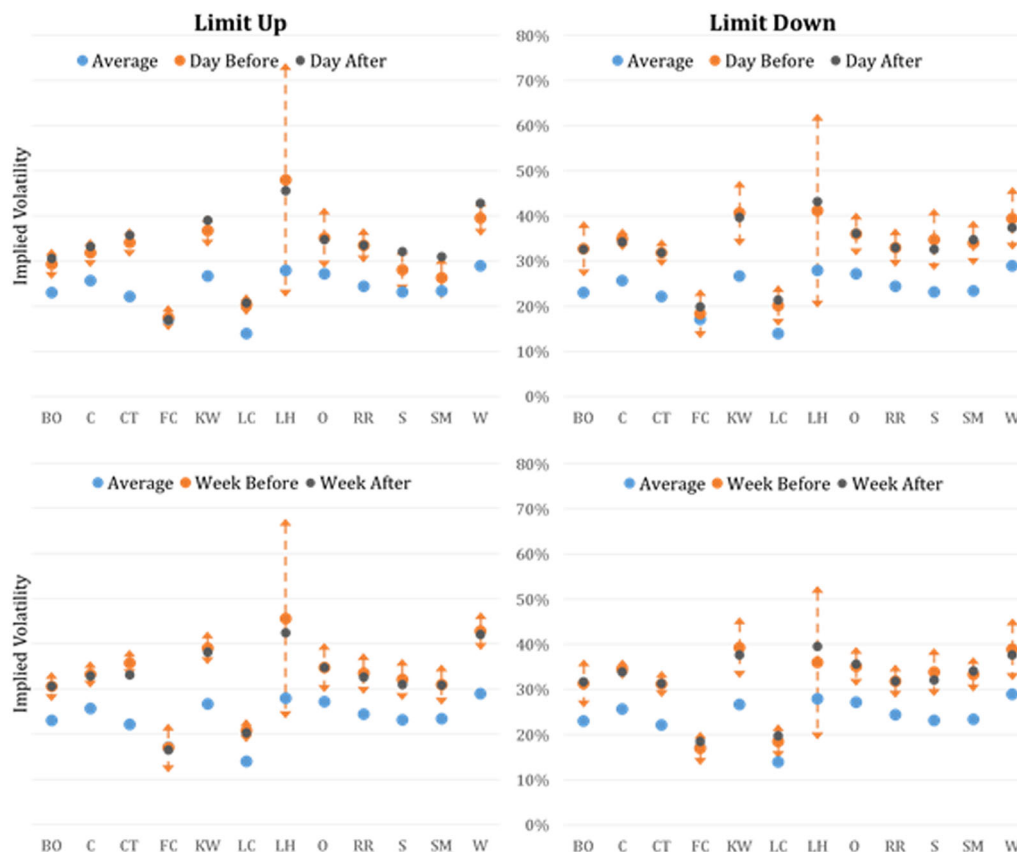 Limit Up
Limit Down
80%
Average Day Before Day After
Average Day Before Day After
70%
60%
50%
40%
30%
20%
10%
0%
Implied Volatility
BO C CT FC KW LC LH O RR S SM W
BO C CT FC KW LC LH O RR S SM W
80%
Average Week Before Week After
Average Week Before Week After
70%
60%
50%
40%
30%
20%
10%
0%
Implied Volatility
BO C CT FC KW LC LH O RR S SM W
BO C CT FC KW LC LH O RR S SM W